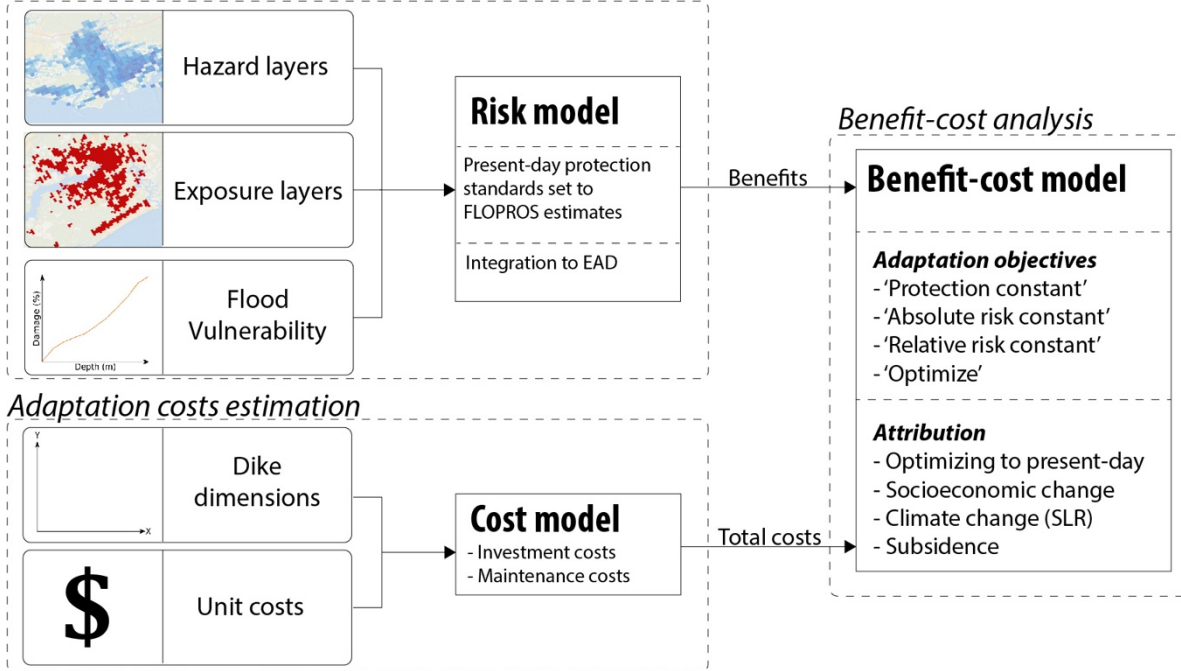 Hazard layers
Exposure layers
Flood
Vulnerability
Damage (%)
Depth (m)
Risk model
Present-day protection
standards set to
FLOPROS estimates
Integration to EAD
Benefits
Adaptation costs estimation
Y
X
Dike
dimensions
$
Unit costs
Cost model
- Investment costs
- Maintenance costs
Total costs
Benefit-cost analysis
Benefit-cost model
Adaptation objectives
- ‘Protection constant’
- ‘Absolute risk constant’
- ‘Relative risk constant’
- ‘Optimize’
Attribution
- Optimizing to present-day
- Socioeconomic change
- Climate change (SLR)
- Subsidence